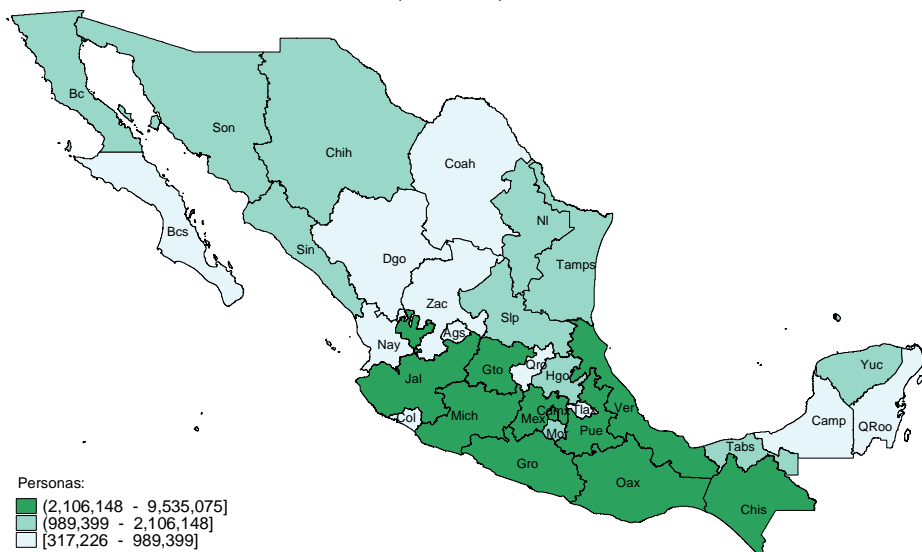 Bc
Son
Chih
Coah
Bcs
Nl
Sin
Dgo
Tamps
Zac
Slp
Nay
Ags
Qro
Yuc
Jal
Gto
Hgo
Col
Mich
Mex
Cdmx
Tlax
Ver
Camp
QRoo
Mo
Pue
Tabs
Gro
Oax
Chis
Personas:
(2,106,148 - 9,535,075]
(989,399 - 2,106,148]
[317,226 - 989,399]